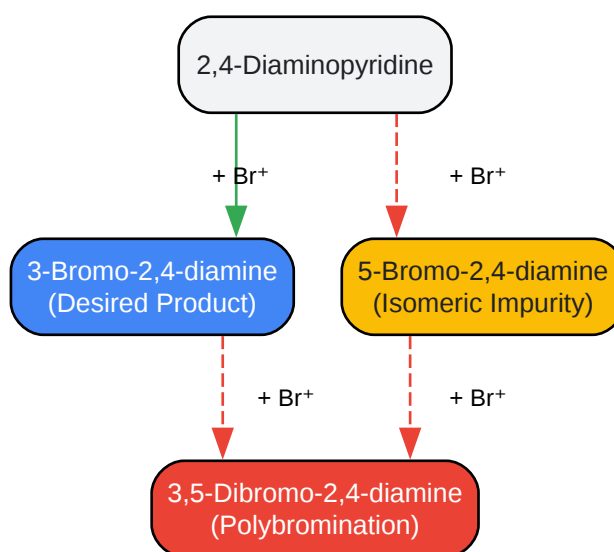 2,4-Diaminopyridine
+ Br⁺
+ Br⁺
3-Bromo-2,4-diamine
(Desired Product)
5-Bromo-2,4-diamine
(Isomeric Impurity)
+ Br⁺
+ Br⁺
3,5-Dibromo-2,4-diamine
(Polybromination)